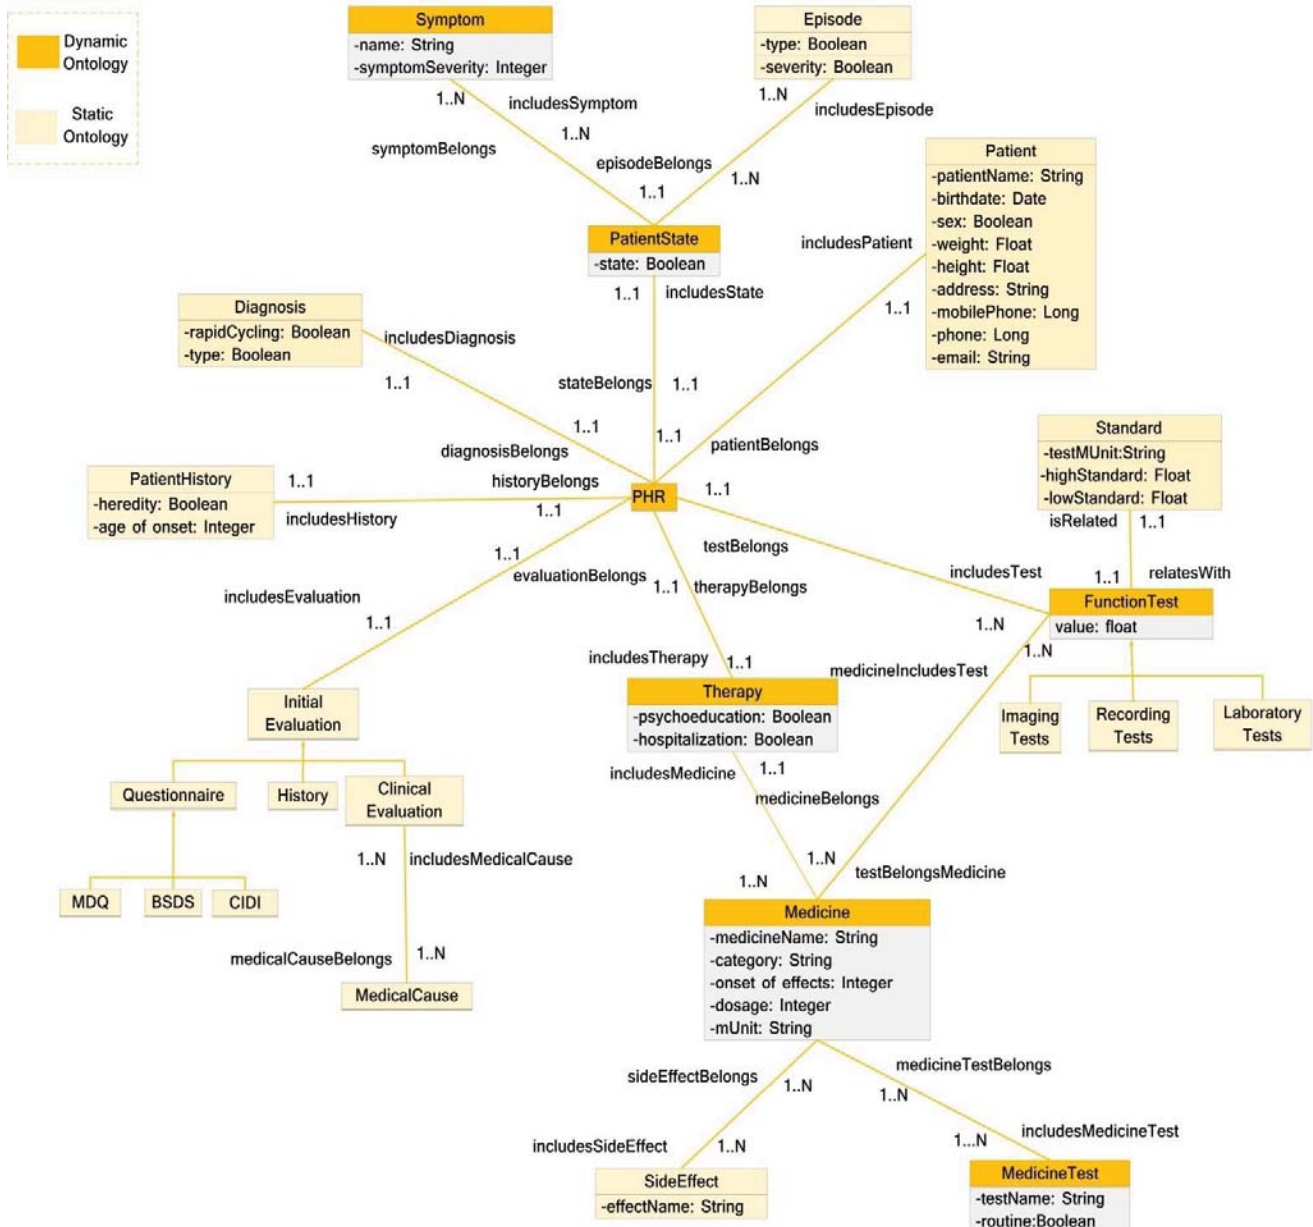 Dynamic
Ontology
Static
Ontology
Symptom
-name: String
-symptomSeverity: Integer
Episode
-type: Boolean
-severity: Boolean
1..N
includesSymptom
1..N
symptomBelongs
1..N
includesEpisode
episodeBelongs
1..1
1..N
Patient
-patientName: String
-birthdate: Date
-sex: Boolean
-weight: Float
-height: Float
-address: String
-mobilePhone: Long
-phone: Long
-email: String
includesPatient
1..1
PatientState
-state: Boolean
1..1
includesState
Diagnosis
-rapidCycling: Boolean
-type: Boolean
includesDiagnosis
1..1
stateBelongs
1..1
1..1
1..1
diagnosisBelongs
patientBelongs
Standard
-testMUnit:String
-highStandard: Float
-lowStandard: Float
isRelated
1..1
PatientHistory
-heredity: Boolean
-age of onset: Integer
1..1
historyBelongs
includesHistory
1..1
PHR
1..1
testBelongs
includesTest
1..1
relatesWith
1..1
evaluationBelongs
1..1
therapyBelongs
includesEvaluation
1..1
FunctionTest
value: float
1..N
1..N
includesTherapy
1..1
medicineIncludesTest
Therapy
-psychoeducation: Boolean
-hospitalization: Boolean
Imaging
Tests
Recording
Tests
Laboratory
Tests
Initial
Evaluation
Questionnaire
History
Clinical
Evaluation
includesMedicine
1..1
medicineBelongs
1..N
includesMedicalCause
1..N
testBelongsMedicine
1..N
MDQ
BSDS
CIDI
medicalCauseBelongs
1..N
MedicalCause
Medicine
-medicineName: String
-category: String
-onset of effects: Integer
-dosage: Integer
-mUnit: String
sideEffectBelongs
1..N
medicineTestBelongs
1..N
includesSideEffect
1..N
1...N
includesMedicineTest
SideEffect
-effectName: String
MedicineTest
-testName: String
-routine:Boolean